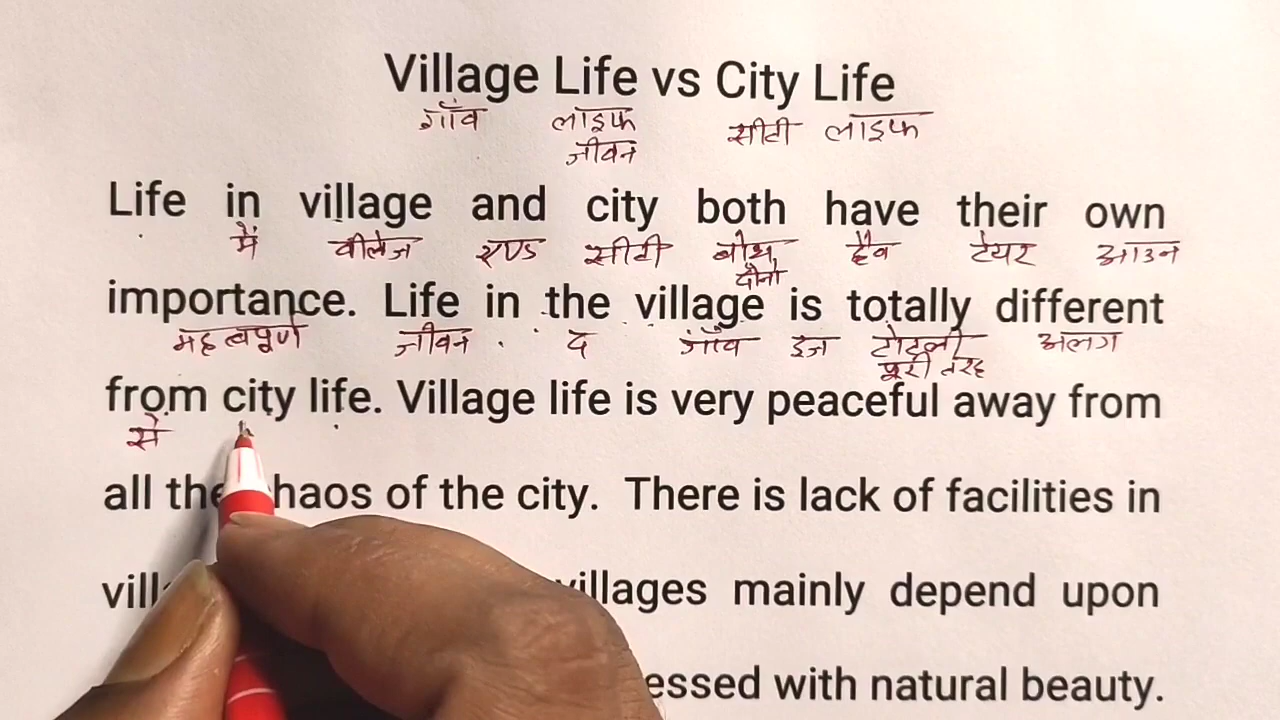 Village Life vs City Life
गाँव लाइफ सीटी लाइफ
जीवन
Life in village and city both have their own
में वीलेज एण्ड सीटी बोथ हैव देयर आउन
दोनों
importance. Life in the village is totally different
महत्वपूर्ण जीवन द गाँव इज टोटली अलग
पूरी तरह
from city life. Village life is very peaceful away from
से
all the chaos of the city. There is lack of facilities in
villages mainly depend upon
with natural beauty.